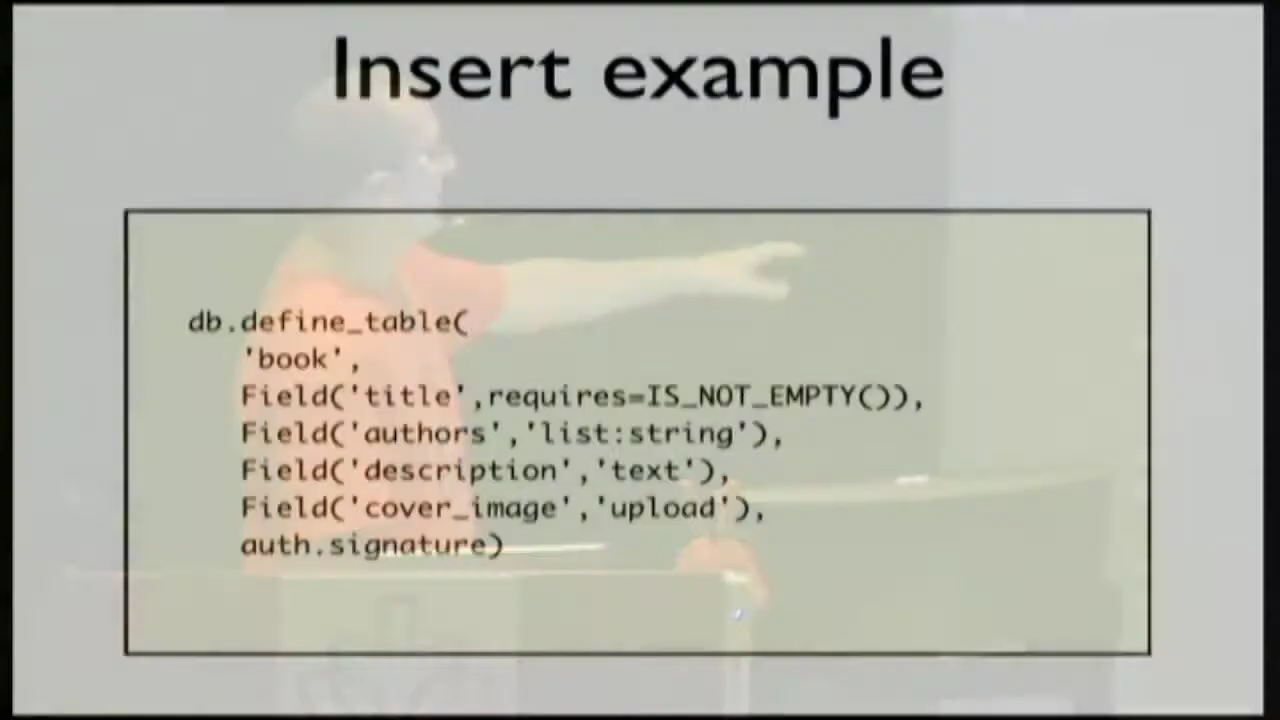 Insert example
db.define_table(
'book',
Field('title',requires=IS_NOT_EMPTY()),
Field('authors','list:string'),
Field('description','text'),
Field('cover_image','upload'),
auth.signature)